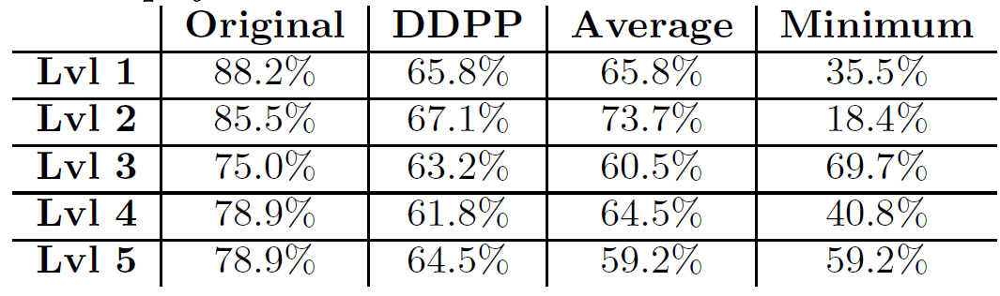 Original DDPP Average Minimum
Lvl 1 88.2% 65.8% 65.8% 35.5%
Lvl 2 85.5% 67.1% 73.7% 18.4%
Lvl 3 75.0% 63.2% 60.5% 69.7%
Lvl 4 78.9% 61.8% 64.5% 40.8%
Lvl 5 78.9% 64.5% 59.2% 59.2%